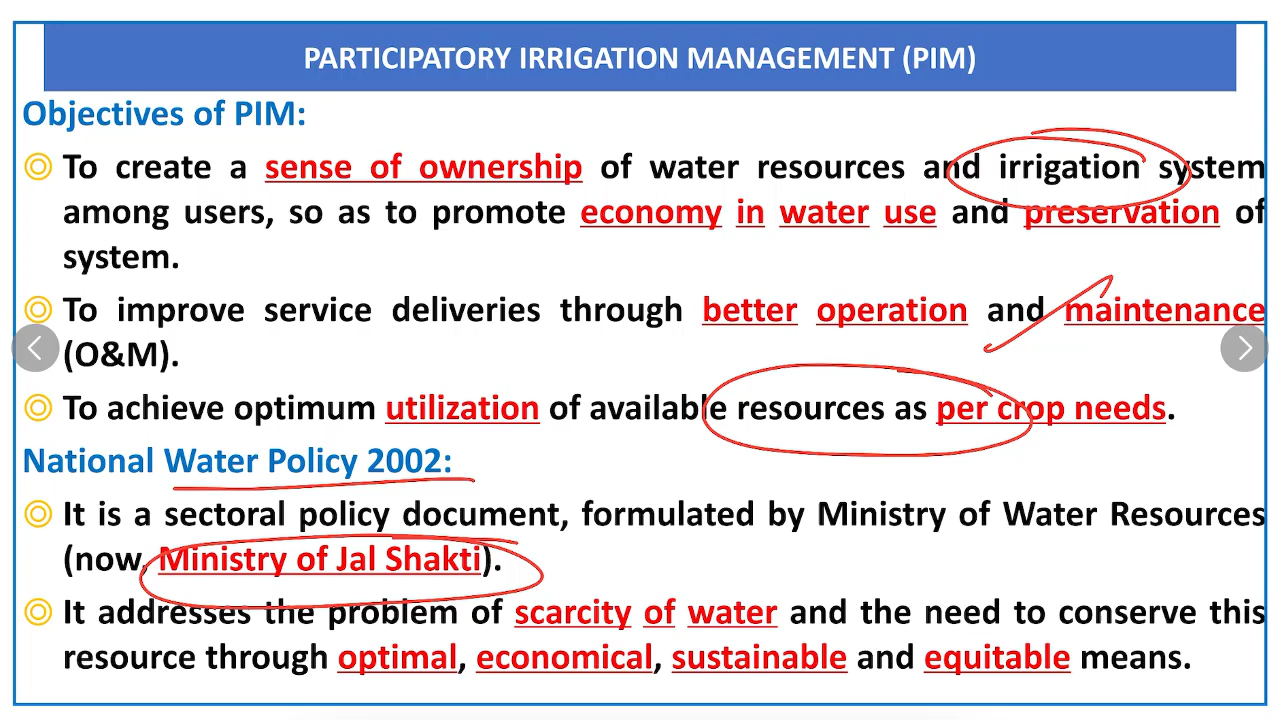 PARTICIPATORY IRRIGATION MANAGEMENT (PIM)
Objectives of PIM:
To create a sense of ownership of water resources and irrigation system
among users, so as to promote economy in water use and preservation of
system.
To improve service deliveries through better operation and maintenance
(O&M).
To achieve optimum utilization of available resources as per crop needs.
National Water Policy 2002:
It is a sectoral policy document, formulated by Ministry of Water Resources
(now, Ministry of Jal Shakti).
It addresses the problem of scarcity of water and the need to conserve this
resource through optimal, economical, sustainable and equitable means.